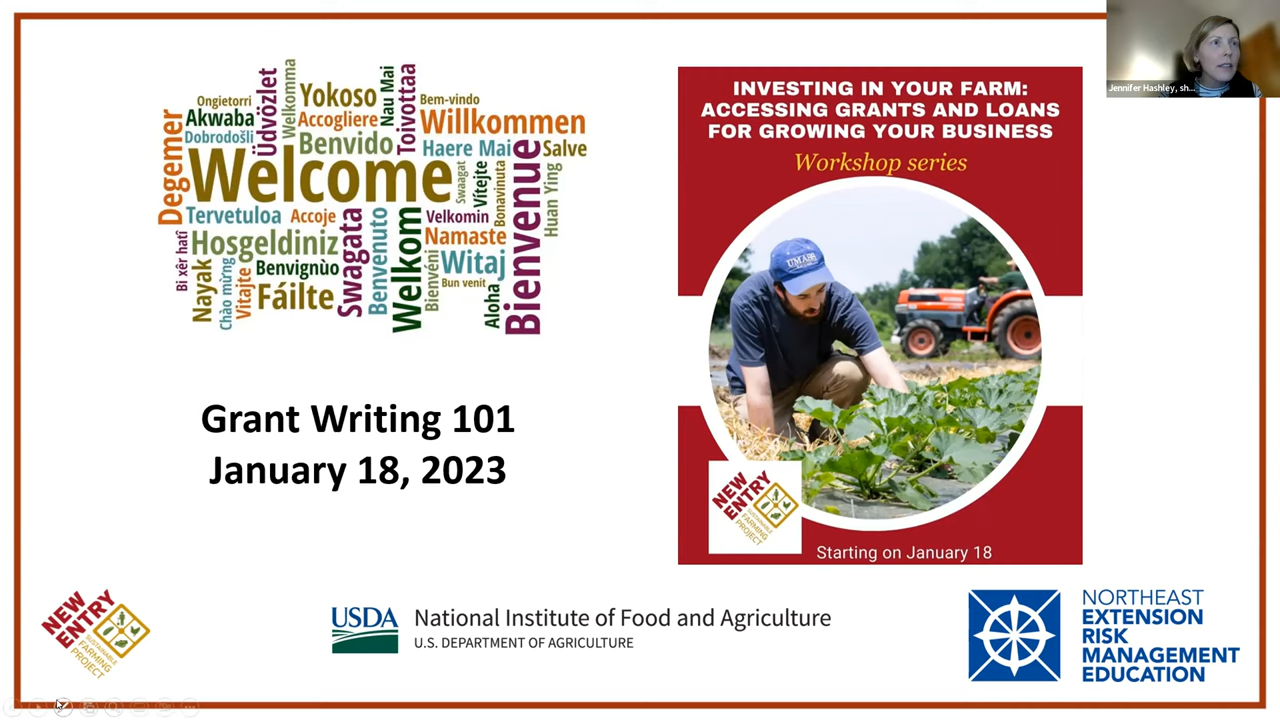 Jennifer Hashley, sh...
Ongietorri
Akwaba
Dobrodošli
Üdvözlet
Welkomma
Yokoso
Accogliere
Benvido
Nau Mai
Toivottaa
Bem-vindo
Willkommen
Haere Mai
Salve
Degemer
Welcome
Swaagat
Vítejte
Bonavinuta
Bienvenue
Huan Ying
Tervetuloa
Accoje
Swagata
Benvenuto
Welkom
Velkomin
Namaste
Hosgeldiniz
Bi xêr hatî
Nayak
Chào mừng
Vitajte
Benvignùo
Fáilte
Bienvéni
Witaj
Bun venit
Aloha
Grant Writing 101
January 18, 2023
INVESTING IN YOUR FARM:
ACCESSING GRANTS AND LOANS
FOR GROWING YOUR BUSINESS
Workshop series
UMASS
NEW
ENTRY
SUSTAINABLE
FARMING
PROJECT
Starting on January 18
NEW
ENTRY
SUSTAINABLE
FARMING
PROJECT
USDA
National Institute of Food and Agriculture
U.S. DEPARTMENT OF AGRICULTURE
NORTHEAST
EXTENSION
RISK
MANAGEMENT
EDUCATION